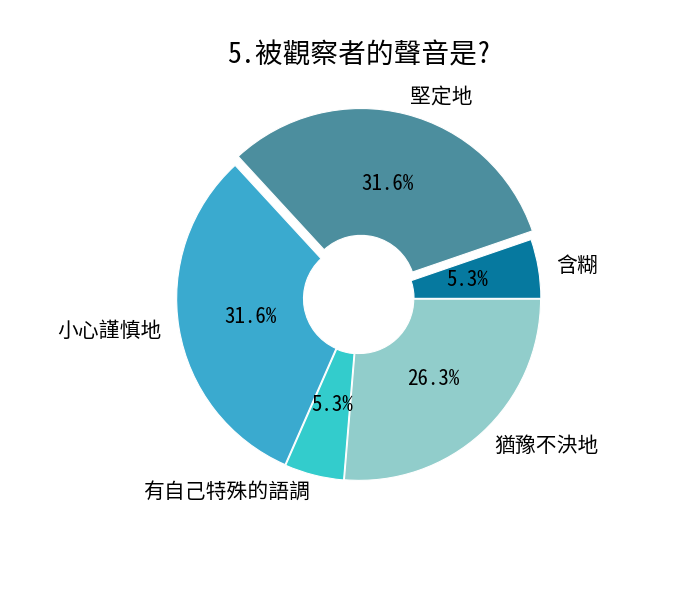 5.被觀察者的聲音是?
堅定地
31.6%
含糊
5.3%
小心謹慎地
31.6%
26.3%
5.3%
猶豫不決地
有自己特殊的語調